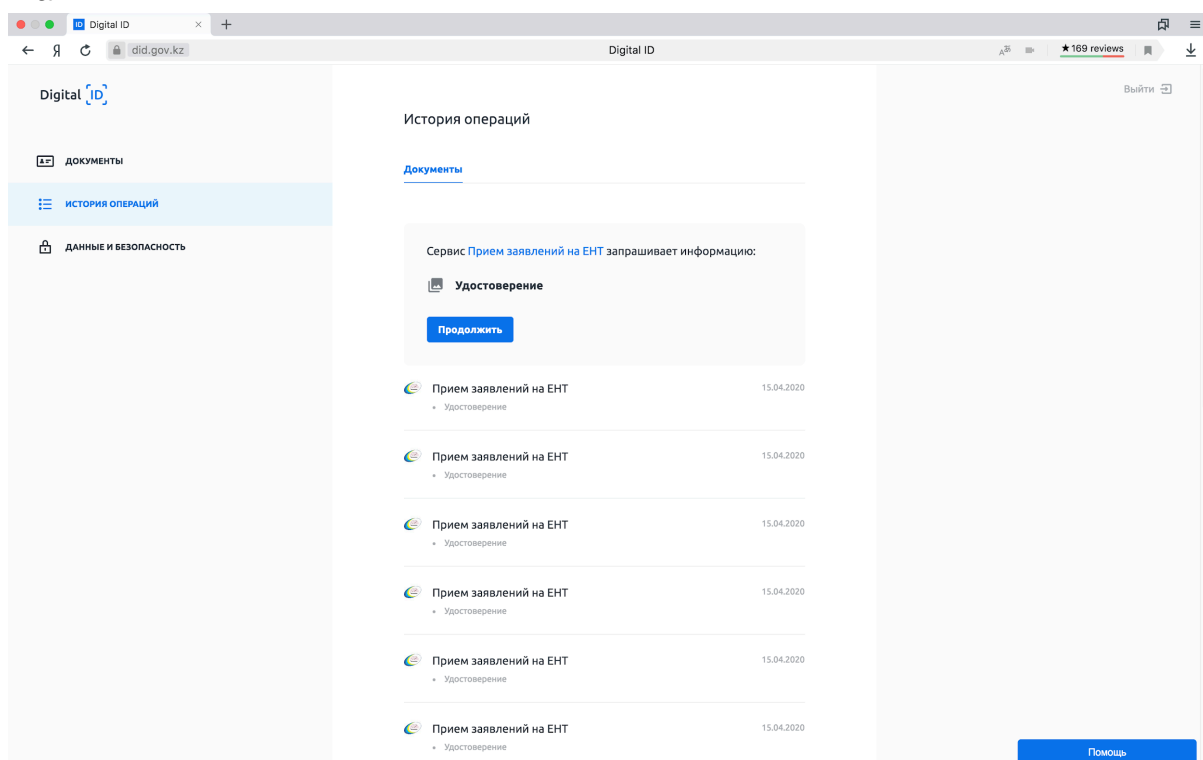 Digital ID
did.gov.kz
Digital ID
★169 reviews
Digital [ID]
Выйти
ДОКУМЕНТЫ
ИСТОРИЯ ОПЕРАЦИЙ
ДАННЫЕ И БЕЗОПАСНОСТЬ
История операций
Документы
Сервис Прием заявлений на ЕНТ запрашивает информацию:
Удостоверение
Продолжить
Прием заявлений на ЕНТ 15.04.2020
• Удостоверение
Прием заявлений на ЕНТ 15.04.2020
• Удостоверение
Прием заявлений на ЕНТ 15.04.2020
• Удостоверение
Прием заявлений на ЕНТ 15.04.2020
• Удостоверение
Прием заявлений на ЕНТ 15.04.2020
• Удостоверение
Прием заявлений на ЕНТ 15.04.2020
• Удостоверение
Помощь